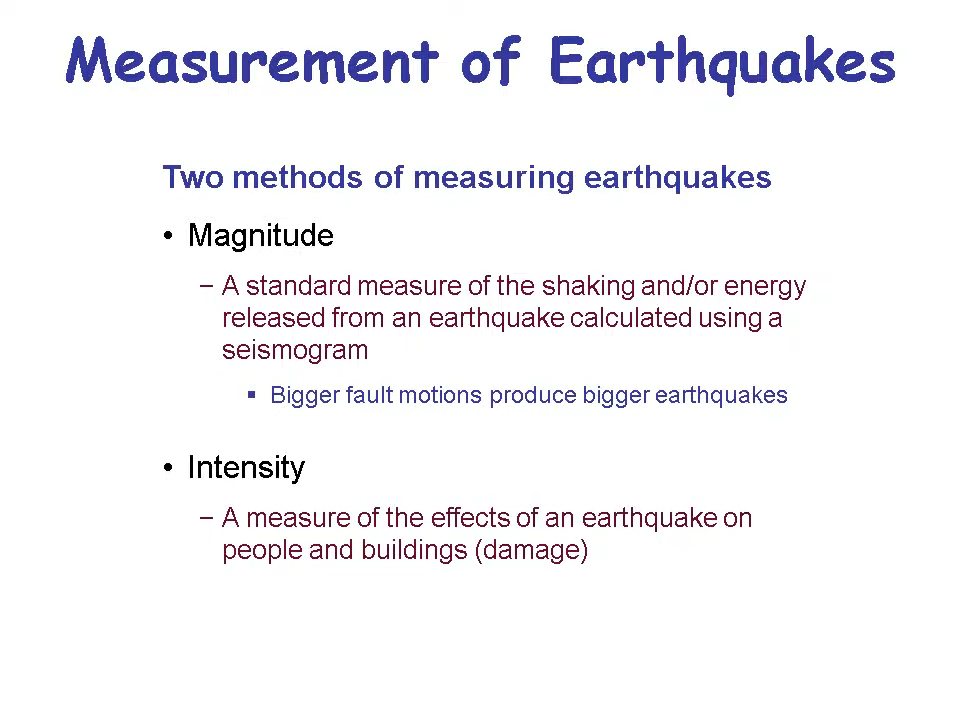 Measurement of Earthquakes
Two methods of measuring earthquakes
• Magnitude
– A standard measure of the shaking and/or energy
released from an earthquake calculated using a
seismogram
▪ Bigger fault motions produce bigger earthquakes
• Intensity
– A measure of the effects of an earthquake on
people and buildings (damage)